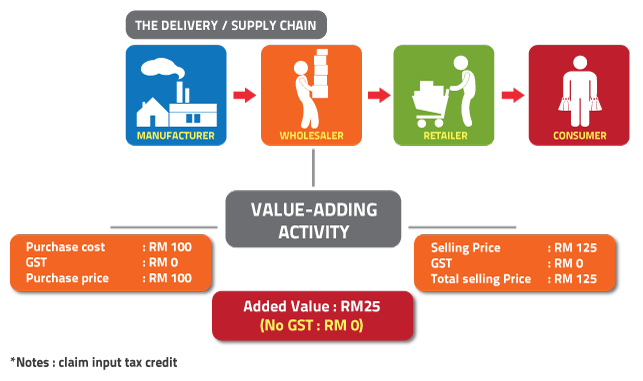 THE DELIVERY / SUPPLY CHAIN
MANUFACTURER
WHOLESALER
RETAILER
CONSUMER
VALUE-ADDING
ACTIVITY
Purchase cost : RM 100
GST : RM 0
Purchase price : RM 100
Selling Price : RM 125
GST : RM 0
Total selling Price : RM 125
Added Value : RM25
(No GST : RM 0)
*Notes : claim input tax credit